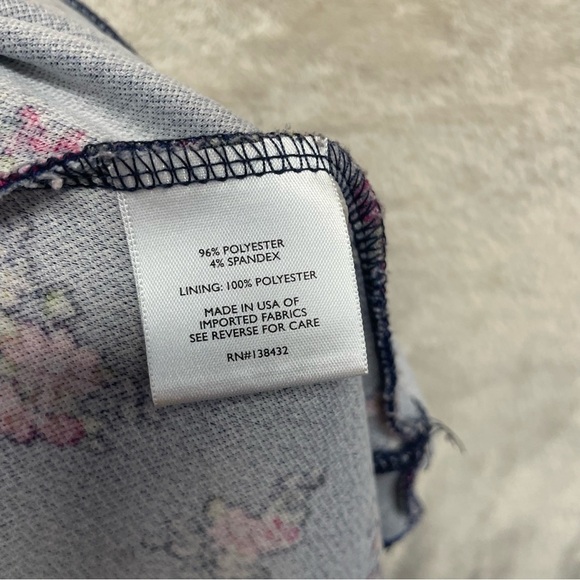 96% POLYESTER
4% SPANDEX
LINING: 100% POLYESTER
MADE IN USA OF
IMPORTED FABRICS
SEE REVERSE FOR CARE
RN#138432